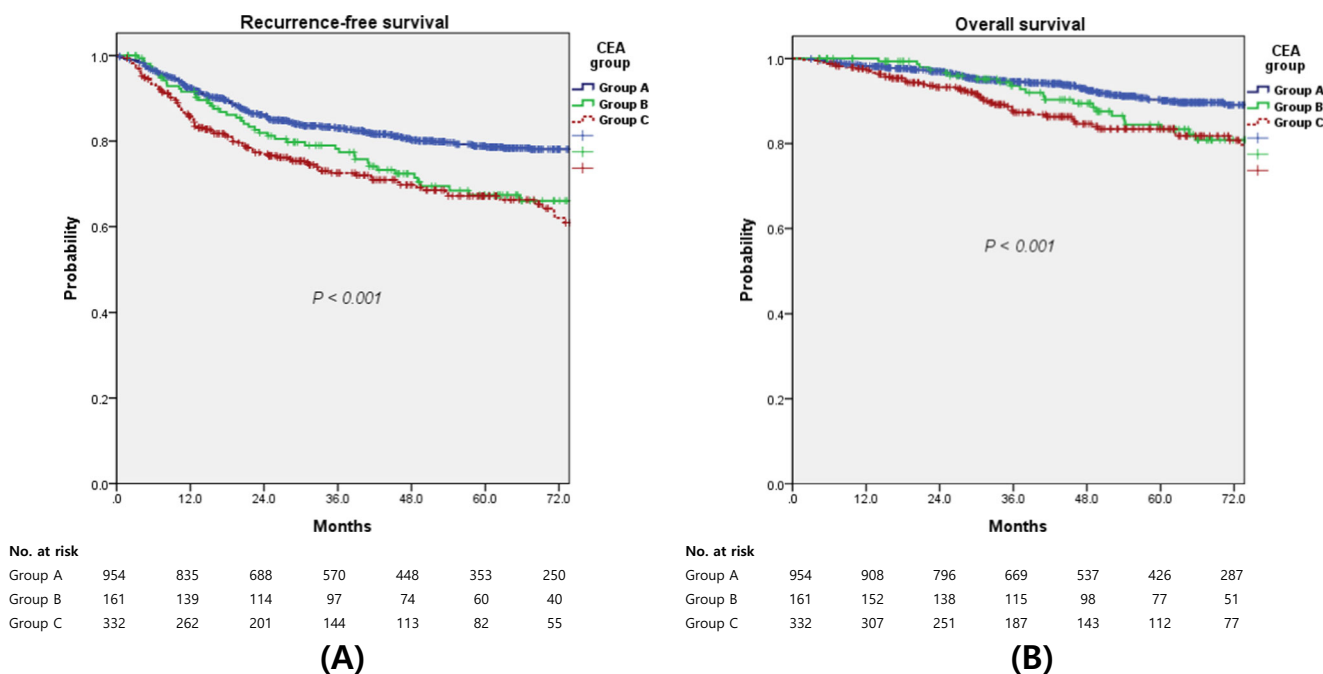 Recurrence-free survival
CEA group
Group A
Group B
Group C
1.0
0.8
0.6
0.4
0.2
0.0
Probability
P < 0.001
.0 12.0 24.0 36.0 48.0 60.0 72.0
Months
No. at risk
Group A 954 835 688 570 448 353 250
Group B 161 139 114 97 74 60 40
Group C 332 262 201 144 113 82 55
(A)
Overall survival
CEA group
Group A
Group B
Group C
1.0
0.8
0.6
0.4
0.2
0.0
Probability
P < 0.001
.0 12.0 24.0 36.0 48.0 60.0 72.0
Months
No. at risk
Group A 954 908 796 669 537 426 287
Group B 161 152 138 115 98 77 51
Group C 332 307 251 187 143 112 77
(B)